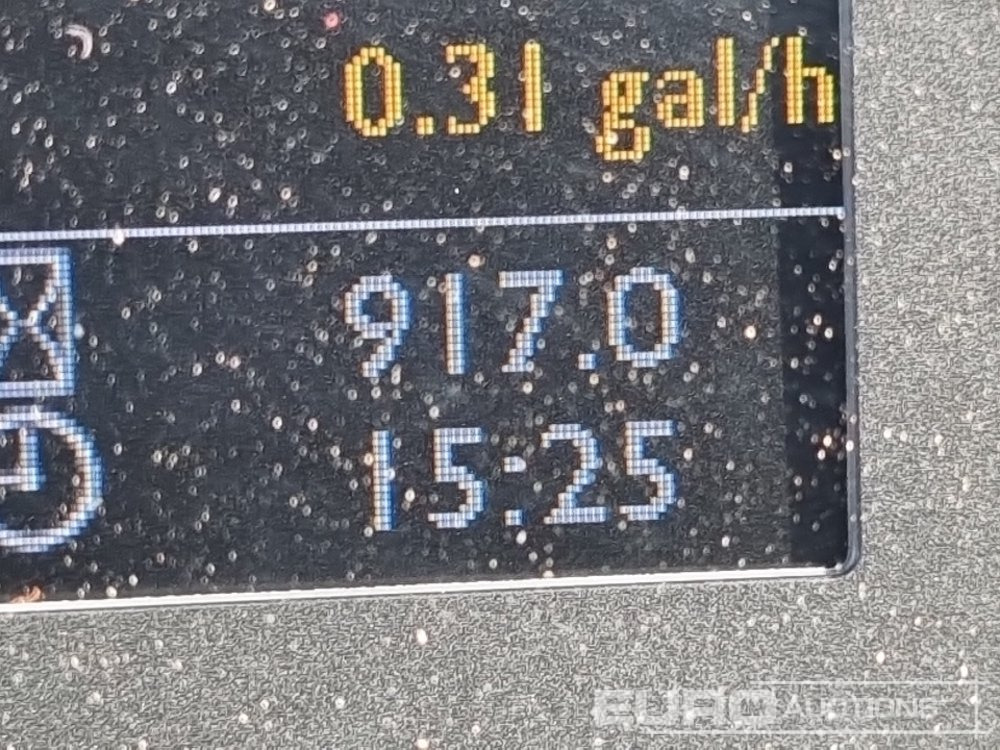 0.31 gal/h
917.0
15:25
EURO AUCTIONS